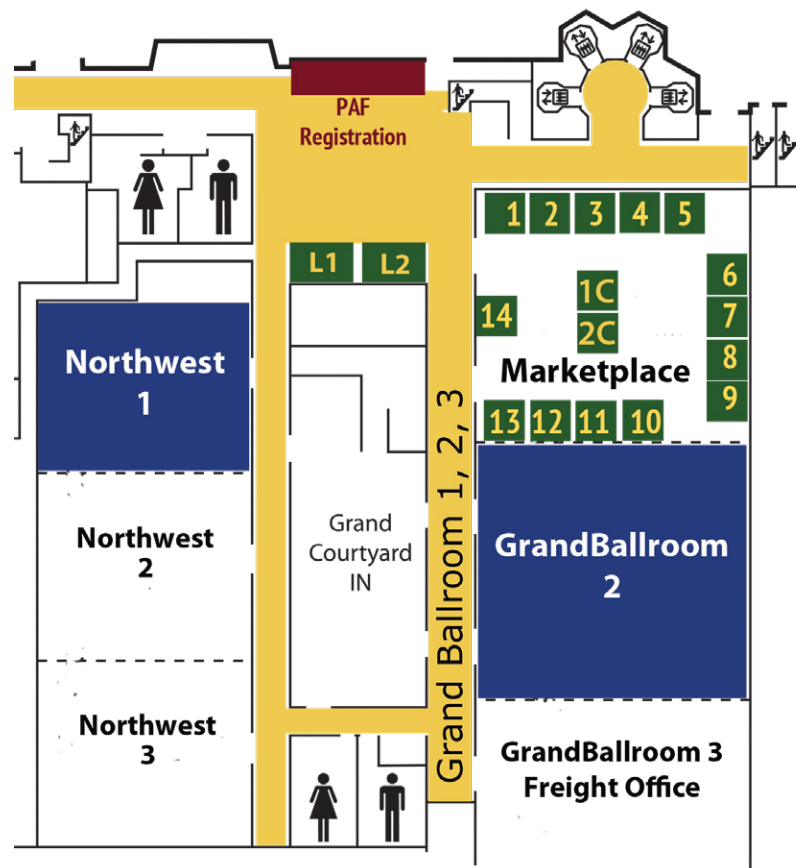 PAF
Registration
L1
L2
1
2
3
4
5
6
7
8
9
1C
2C
14
Marketplace
13
12
11
10
Northwest
1
Northwest
2
Northwest
3
Grand
Courtyard
IN
Grand Ballroom 1, 2, 3
GrandBallroom
2
GrandBallroom 3
Freight Office